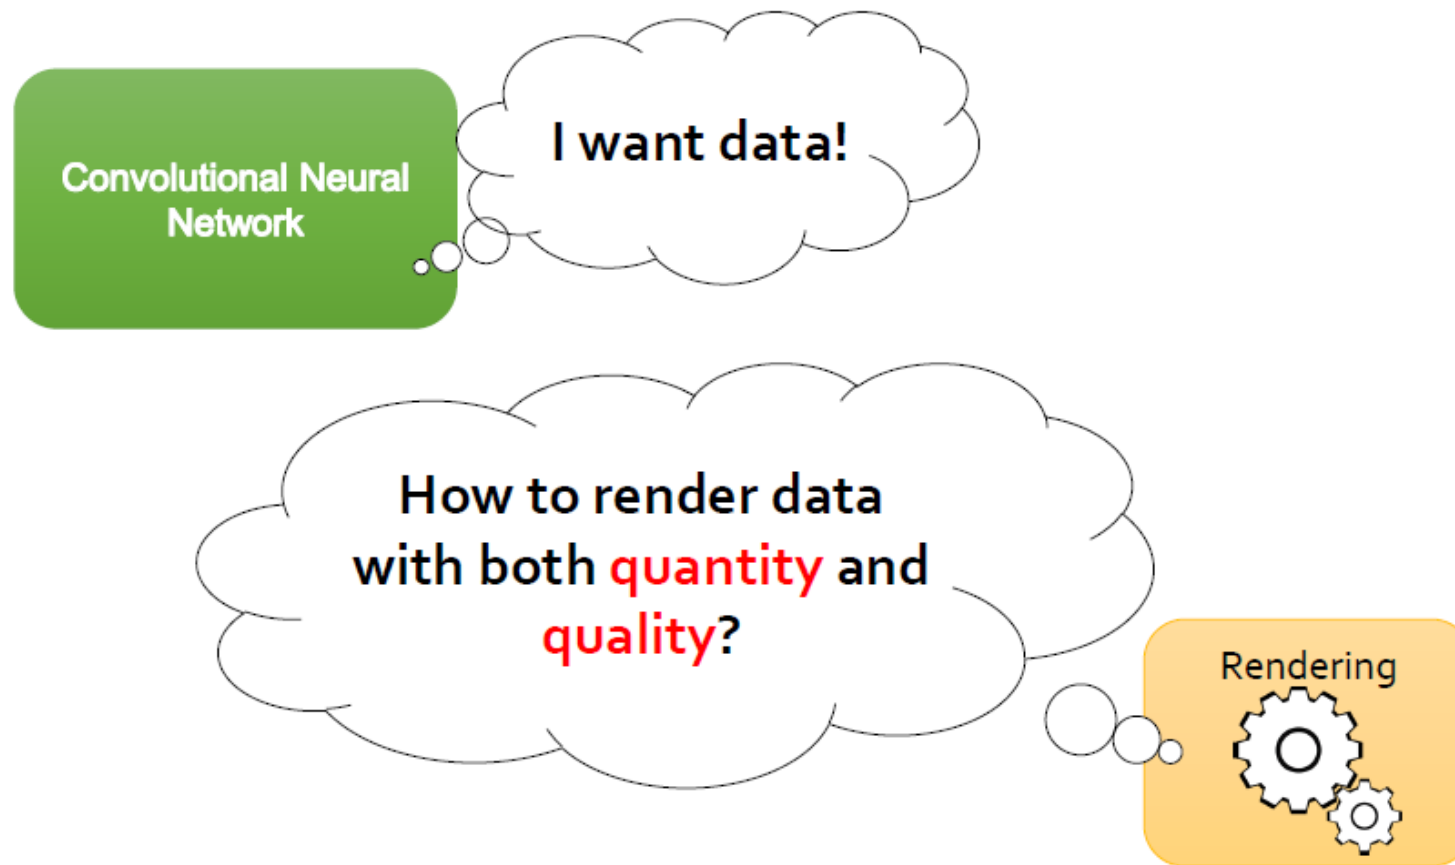 I want data!
Convolutional Neural
Network
How to render data
with both quantity and
quality?
Rendering